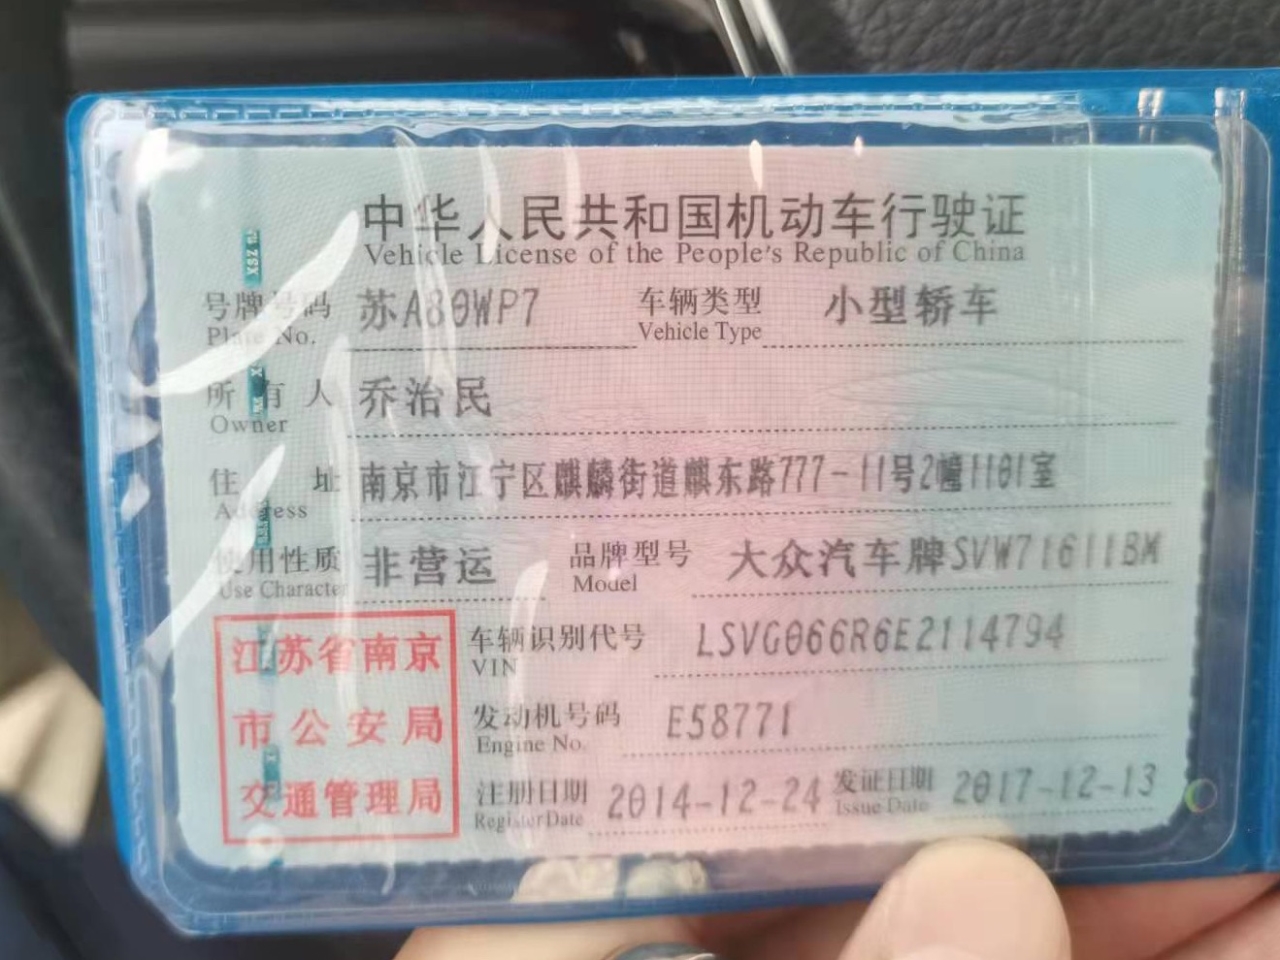 中华人民共和国机动车行驶证
Vehicle License of the People's Republic of China
号牌号码 苏A80WP7 车辆类型 小型轿车
Plate No. Vehicle Type
所有人 乔治民
Owner
住址 南京市江宁区麒麟街道麒东路777-11号2幢1101室
Address
使用性质 非营运 品牌型号 大众汽车牌SVW71611BM
Use Character Model
江苏省南京
市公安局
交通管理局
车辆识别代号 LSVG066R6E2114794
VIN
发动机号码 E58771
Engine No.
注册日期 2014-12-24 发证日期 2017-12-13
Register Date Issue Date